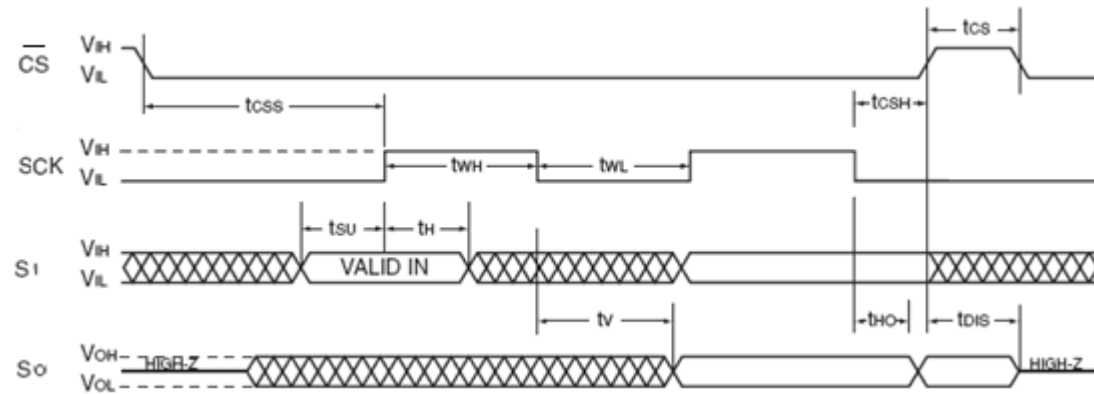 tCS
CS VIH
VIL
tCSS tCSH
SCK VIH
VIL
tWH tWL
tSU tH
SI VIH
VIL
VALID IN
tV tHO tDIS
SO VOH
HIGH-Z HIGH-Z
VOL